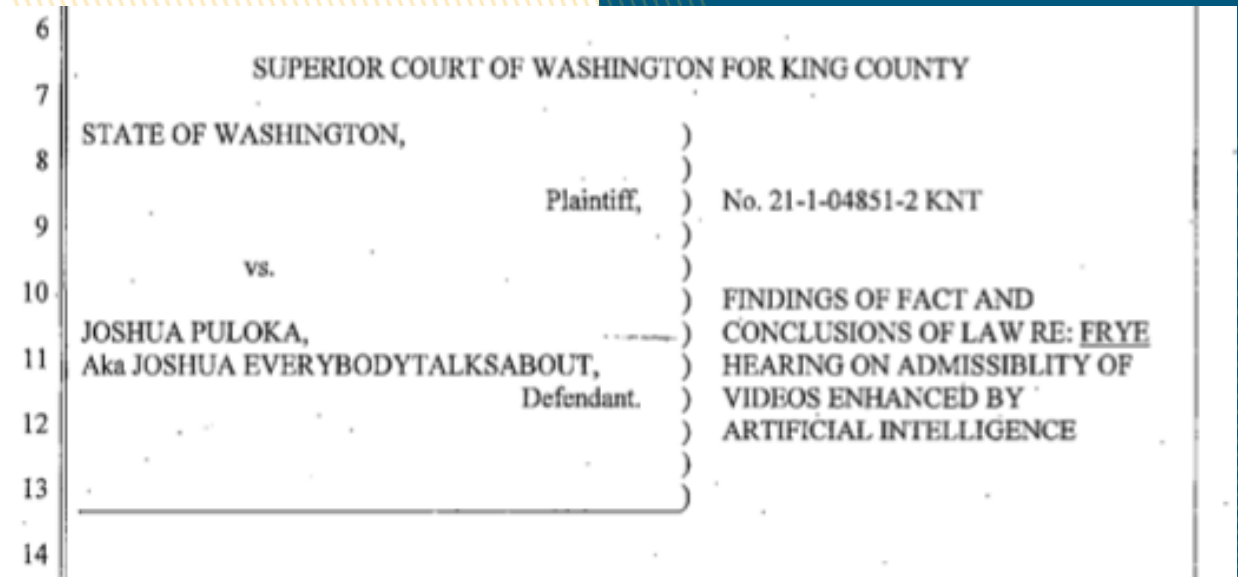 6
SUPERIOR COURT OF WASHINGTON FOR KING COUNTY
7
STATE OF WASHINGTON, )
8 )
Plaintiff, ) No. 21-1-04851-2 KNT
9 )
vs. )
10 ) FINDINGS OF FACT AND
JOSHUA PULOKA, ) CONCLUSIONS OF LAW RE: FRYE
11 Aka JOSHUA EVERYBODYTALKSABOUT, ) HEARING ON ADMISSIBLITY OF
Defendant. ) VIDEOS ENHANCED BY
12 ) ARTIFICIAL INTELLIGENCE
)
13 )
14